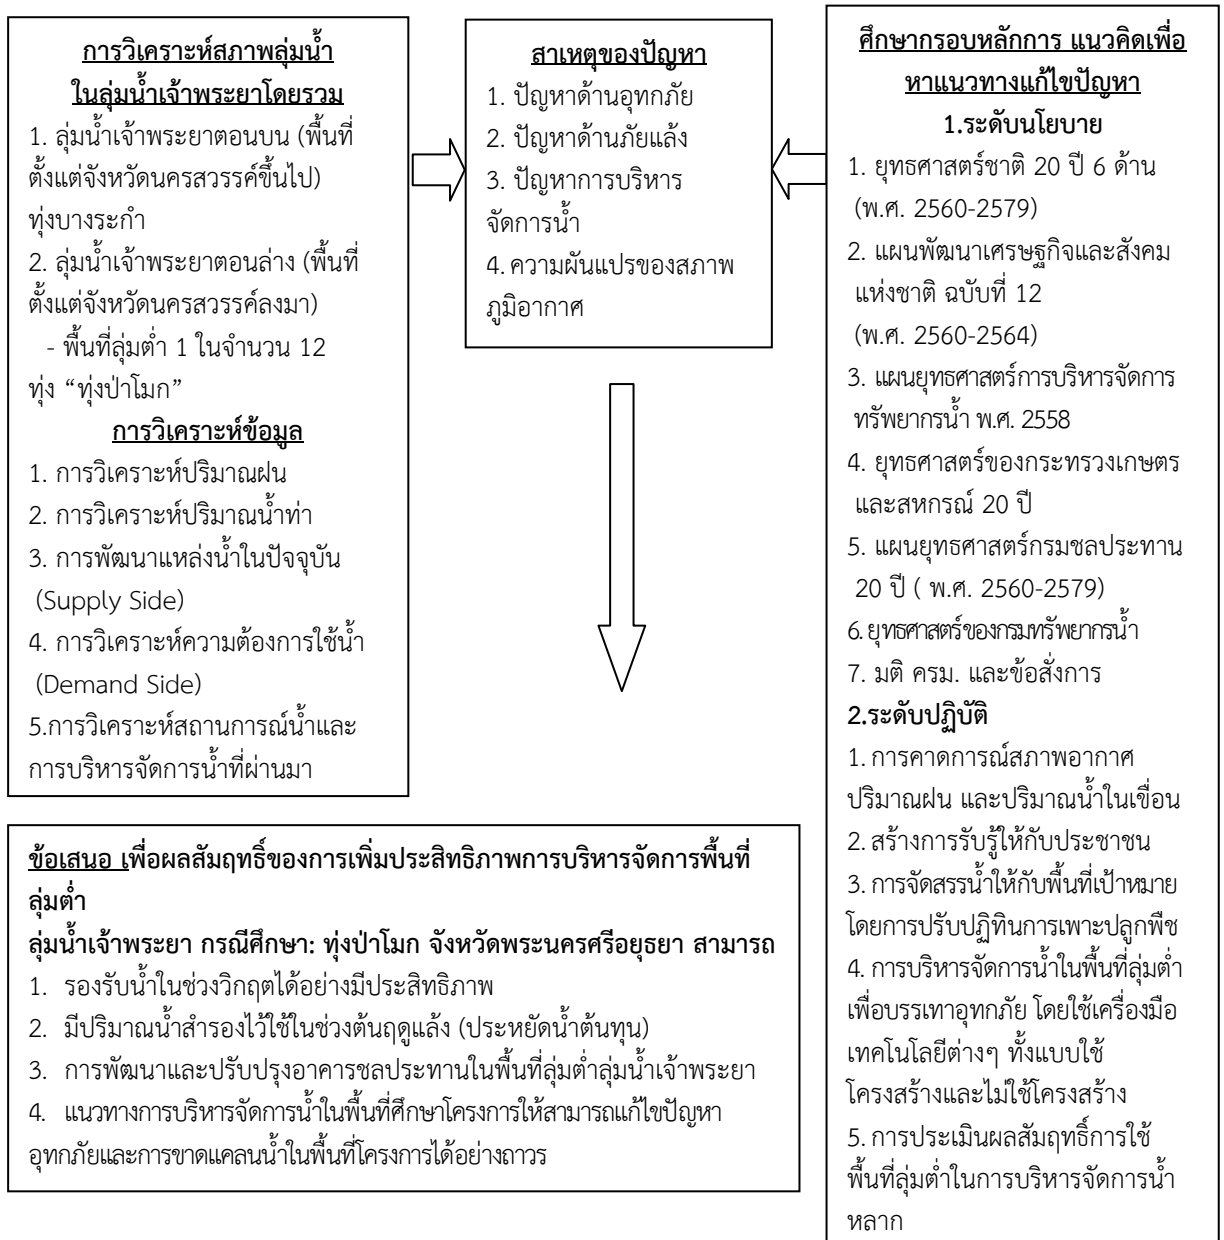 การวิเคราะห์สภาพลุ่มน้ำ
ในลุ่มน้ำเจ้าพระยาโดยรวม
1. ลุ่มน้ำเจ้าพระยาตอนบน (พื้นที่
ตั้งแต่จังหวัดนครสวรรค์ขึ้นไป)
ทุ่งบางระกำ
2. ลุ่มน้ำเจ้าพระยาตอนล่าง (พื้นที่
ตั้งแต่จังหวัดนครสวรรค์ลงมา)
- พื้นที่ลุ่มต่ำ 1 ในจำนวน 12
ทุ่ง “ทุ่งป่าโมก”
การวิเคราะห์ข้อมูล
1. การวิเคราะห์ปริมาณฝน
2. การวิเคราะห์ปริมาณน้ำท่า
3. การพัฒนาแหล่งน้ำในปัจจุบัน
(Supply Side)
4. การวิเคราะห์ความต้องการใช้น้ำ
(Demand Side)
5.การวิเคราะห์สถานการณ์น้ำและ
การบริหารจัดการน้ำที่ผ่านมา
สาเหตุของปัญหา
1. ปัญหาด้านอุทกภัย
2. ปัญหาด้านภัยแล้ง
3. ปัญหาการบริหาร
จัดการน้ำ
4. ความผันแปรของสภาพ
ภูมิอากาศ
ศึกษากรอบหลักการ แนวคิดเพื่อ
หาแนวทางแก้ไขปัญหา
1.ระดับนโยบาย
1. ยุทธศาสตร์ชาติ 20 ปี 6 ด้าน
(พ.ศ. 2560-2579)
2. แผนพัฒนาเศรษฐกิจและสังคม
แห่งชาติ ฉบับที่ 12
(พ.ศ. 2560-2564)
3. แผนยุทธศาสตร์การบริหารจัดการ
ทรัพยากรน้ำ พ.ศ. 2558
4. ยุทธศาสตร์ของกระทรวงเกษตร
และสหกรณ์ 20 ปี
5. แผนยุทธศาสตร์กรมชลประทาน
20 ปี ( พ.ศ. 2560-2579)
6. ยุทธศาสตร์ของกรมทรัพยากรน้ำ
7. มติ ครม. และข้อสั่งการ
2.ระดับปฏิบัติ
1. การคาดการณ์สภาพอากาศ
ปริมาณฝน และปริมาณน้ำในเขื่อน
2. สร้างการรับรู้ให้กับประชาชน
3. การจัดสรรน้ำให้กับพื้นที่เป้าหมาย
โดยการปรับปฏิทินการเพาะปลูกพืช
4. การบริหารจัดการน้ำในพื้นที่ลุ่มต่ำ
เพื่อบรรเทาอุทกภัย โดยใช้เครื่องมือ
เทคโนโลยีต่างๆ ทั้งแบบใช้
โครงสร้างและไม่ใช้โครงสร้าง
5. การประเมินผลสัมฤทธิ์การใช้
พื้นที่ลุ่มต่ำในการบริหารจัดการน้ำ
หลาก
ข้อเสนอ เพื่อผลสัมฤทธิ์ของการเพิ่มประสิทธิภาพการบริหารจัดการพื้นที่
ลุ่มต่ำ
ลุ่มน้ำเจ้าพระยา กรณีศึกษา: ทุ่งป่าโมก จังหวัดพระนครศรีอยุธยา สามารถ
1. รองรับน้ำในช่วงวิกฤตได้อย่างมีประสิทธิภาพ
2. มีปริมาณน้ำสำรองไว้ใช้ในช่วงต้นฤดูแล้ง (ประหยัดน้ำต้นทุน)
3. การพัฒนาและปรับปรุงอาคารชลประทานในพื้นที่ลุ่มต่ำลุ่มน้ำเจ้าพระยา
4. แนวทางการบริหารจัดการน้ำในพื้นที่ศึกษาโครงการให้สามารถแก้ไขปัญหา
อุทกภัยและการขาดแคลนน้ำในพื้นที่โครงการได้อย่างถาวร